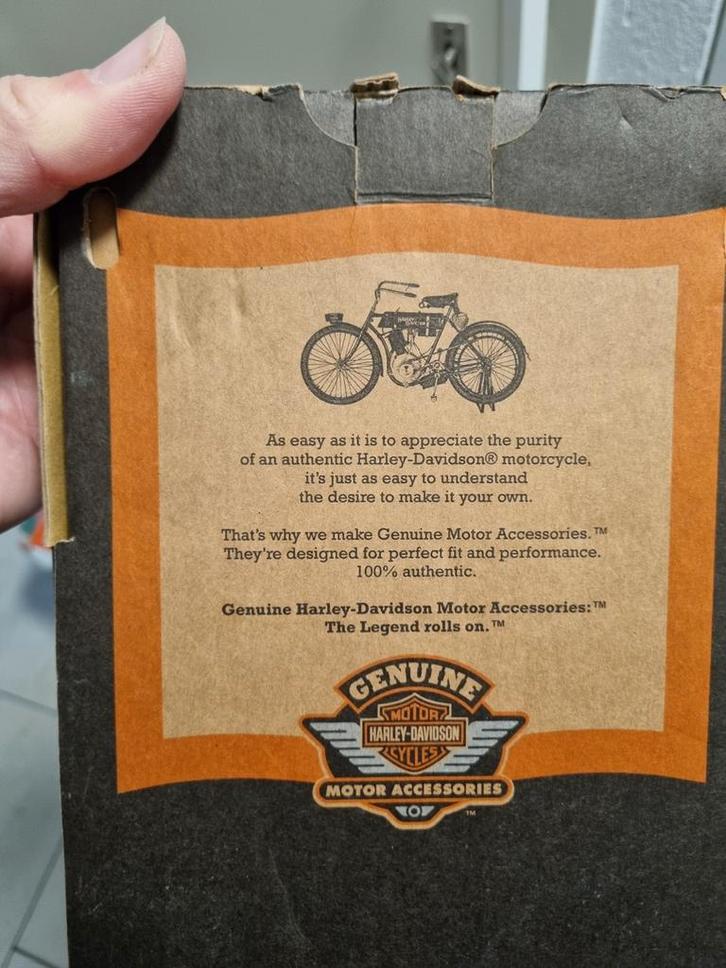 HARLEY-DAVIDSON
As easy as it is to appreciate the purity
of an authentic Harley-Davidson® motorcycle,
it's just as easy to understand
the desire to make it your own.
That's why we make Genuine Motor Accessories.™
They're designed for perfect fit and performance.
100% authentic.
Genuine Harley-Davidson Motor Accessories:™
The Legend rolls on.™
GENUINE
MOTOR
HARLEY-DAVIDSON
CYCLES
MOTOR ACCESSORIES
™